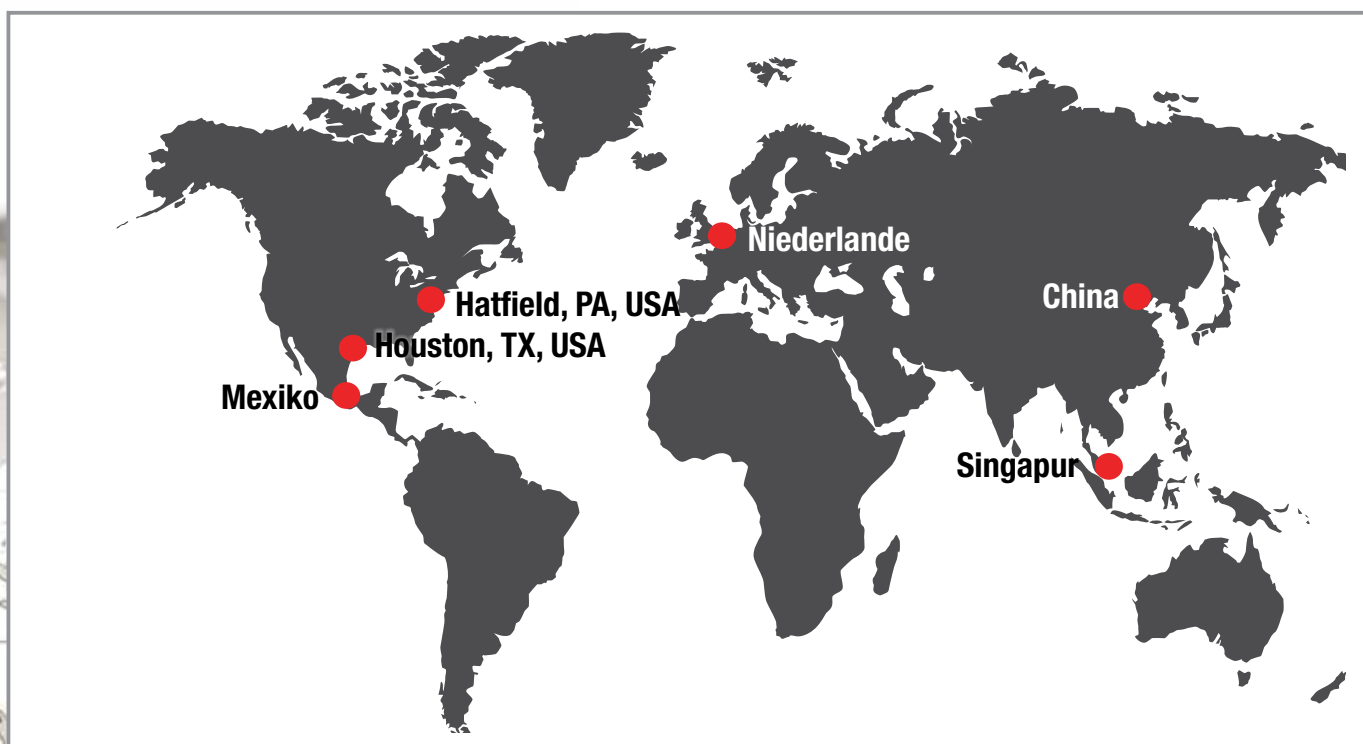 Niederlande
China
Hatfield, PA, USA
Houston, TX, USA
Mexiko
Singapur